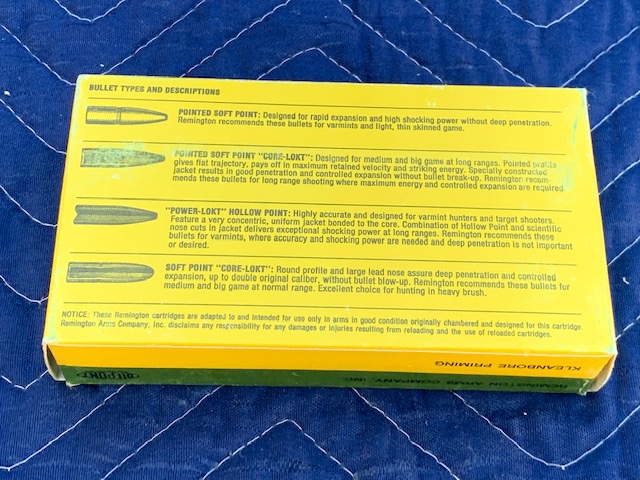 BULLET TYPES AND DESCRIPTIONS
POINTED SOFT POINT: Designed for rapid expansion and high shocking power without deep penetration.
Remington recommends these bullets for varmints and light, thin skinned game.
POINTED SOFT POINT "CORE-LOKT": Designed for medium and big game at long ranges. Pointed profile
gives flat trajectory, pays off in maximum retained velocity and striking energy. Specially constructed
jacket results in good penetration and controlled expansion without bullet break-up. Remington recom-
mends these bullets for long range shooting where maximum energy and controlled expansion are required
"POWER-LOKT" HOLLOW POINT: Highly accurate and designed for varmint hunters and target shooters.
Feature a very concentric, uniform jacket bonded to the core. Combination of Hollow Point and scientific
nose cuts in jacket delivers exceptional shocking power at long ranges. Remington recommends these
bullets for varmints, where accuracy and shocking power are needed and deep penetration is not important
or desired.
SOFT POINT "CORE-LOKT": Round profile and large lead nose assure deep penetration and controlled
expansion, up to double original caliber, without bullet blow-up. Remington recommends these bullets for
medium and big game at normal range. Excellent choice for hunting in heavy brush.
NOTICE: These Remington cartridges are adapted to and intended for use only in arms in good condition originally chambered and designed for this cartridge.
Remington Arms Company, Inc. disclaims any responsibility for any damages or injuries resulting from reloading and the use of reloaded cartridges.
KLEANBORE PRIMING
REMINGTON ARMS COMPANY, INC.
DU PONT